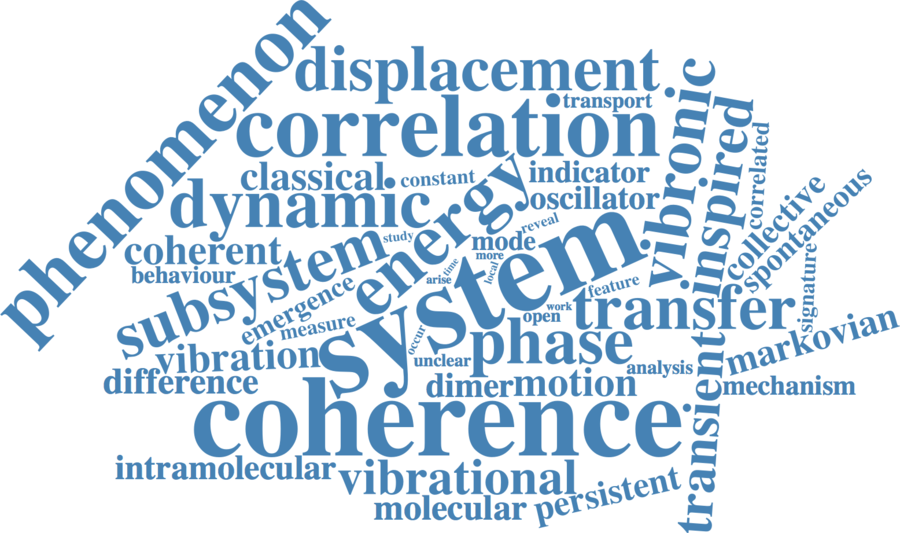 phenomenon
displacement
transport
correlation
vibronic
inspired
correlated
classical
constant
energy
indicator
dynamic
oscillator
collective
spontaneous
coherent
subsystem
study
mode
reveal
behaviour
more
time
local
arise
system
feature
signature
emergence
measure
occur
work
open
transfer
vibration
unclear
phase
analysis
transient
markovian
difference
dimer
motion
mechanism
coherence
intramolecular
vibrational
molecular
persistent